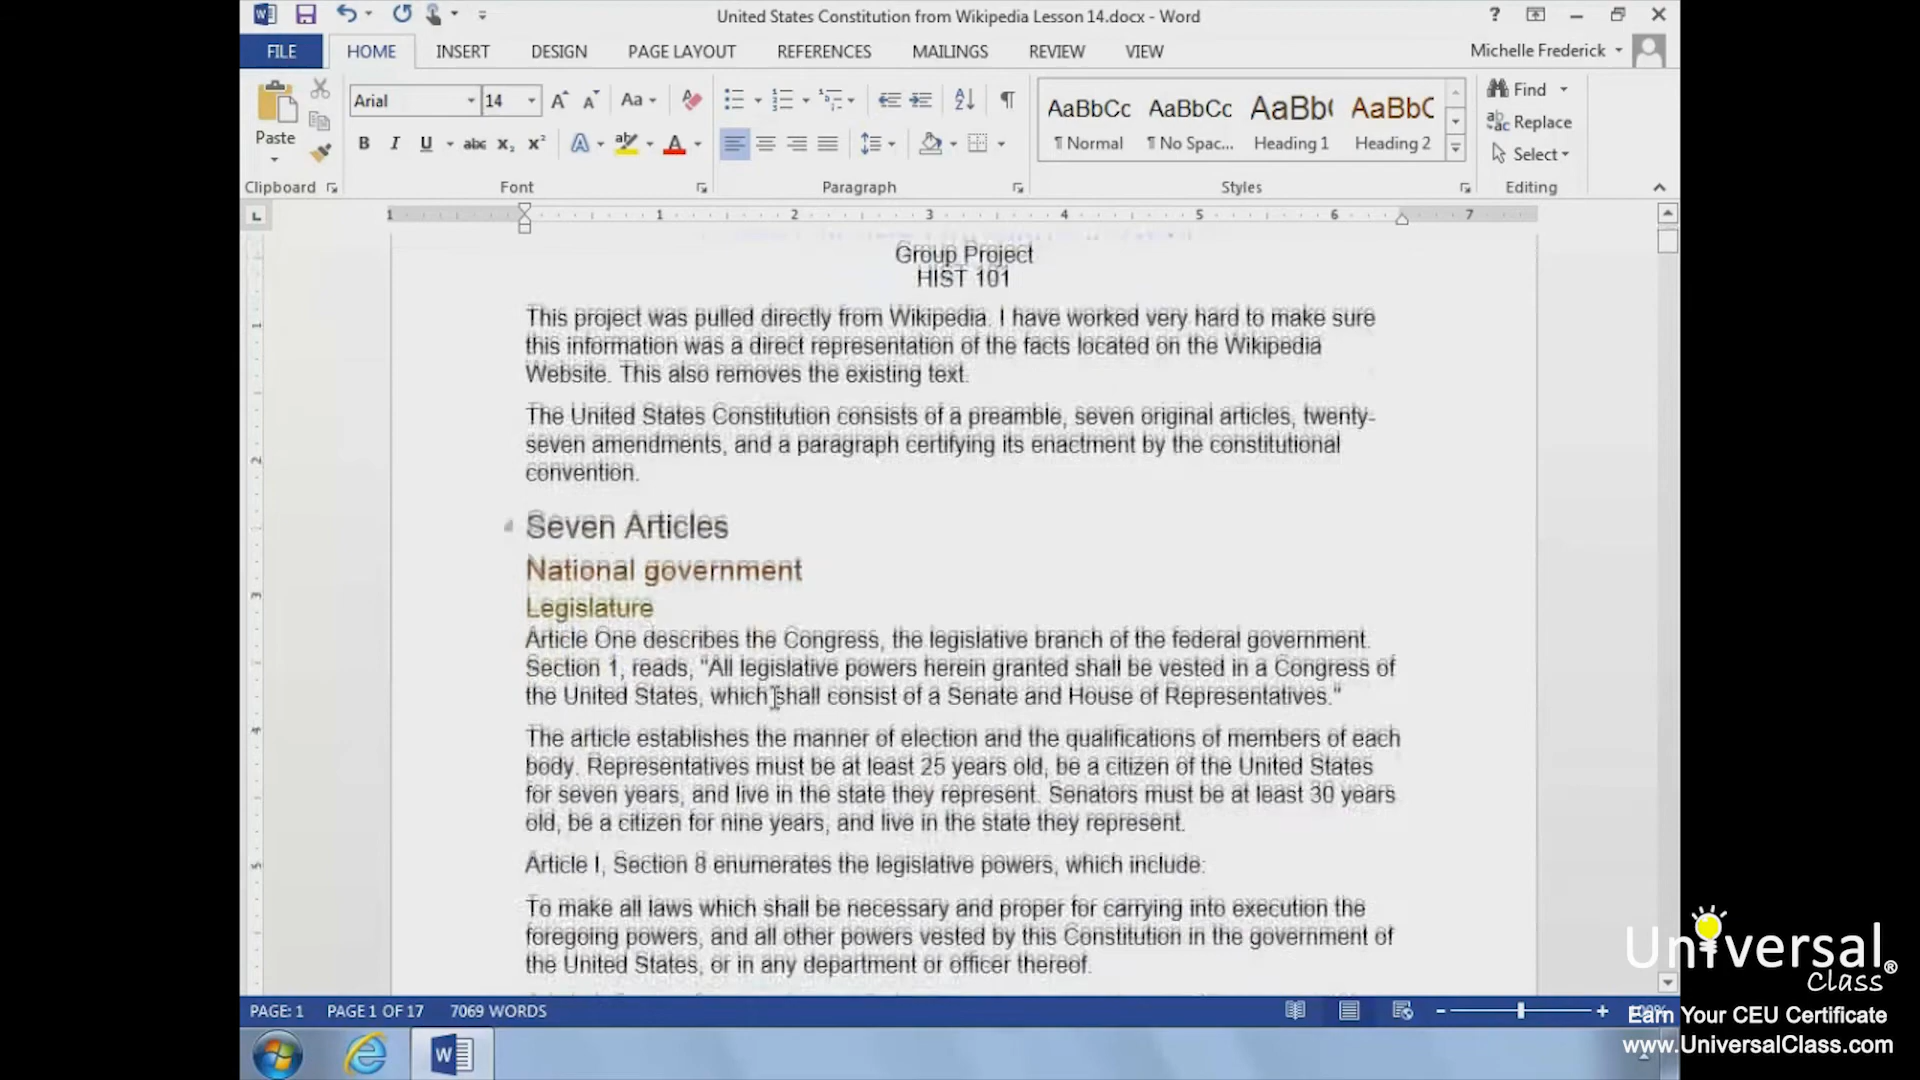 United States Constitution from Wikipedia Lesson 14.docx - Word
FILE HOME INSERT DESIGN PAGE LAYOUT REFERENCES MAILINGS REVIEW VIEW Michelle Frederick
Arial 14 Aa
Paste
B I U abc X₂ X² A ab A
AaBbCc AaBbCc AaBb( AaBbC
¶ Normal ¶ No Spac... Heading 1 Heading 2
Find
Replace
Select
Clipboard Font Paragraph Styles Editing
1 1 2 3 4 5 6 7
Group Project
HIST 101
This project was pulled directly from Wikipedia. I have worked very hard to make sure
this information was a direct representation of the facts located on the Wikipedia
Website. This also removes the existing text.
The United States Constitution consists of a preamble, seven original articles, twenty-
seven amendments, and a paragraph certifying its enactment by the constitutional
convention.
Seven Articles
National government
Legislature
Article One describes the Congress, the legislative branch of the federal government.
Section 1, reads, "All legislative powers herein granted shall be vested in a Congress of
the United States, which shall consist of a Senate and House of Representatives."
The article establishes the manner of election and the qualifications of members of each
body. Representatives must be at least 25 years old, be a citizen of the United States
for seven years, and live in the state they represent. Senators must be at least 30 years
old, be a citizen for nine years, and live in the state they represent.
Article I, Section 8 enumerates the legislative powers, which include:
To make all laws which shall be necessary and proper for carrying into execution the
foregoing powers, and all other powers vested by this Constitution in the government of
the United States, or in any department or officer thereof.
PAGE: 1 PAGE 1 OF 17 7069 WORDS
Universal
Class®
Earn Your CEU Certificate
www.UniversalClass.com